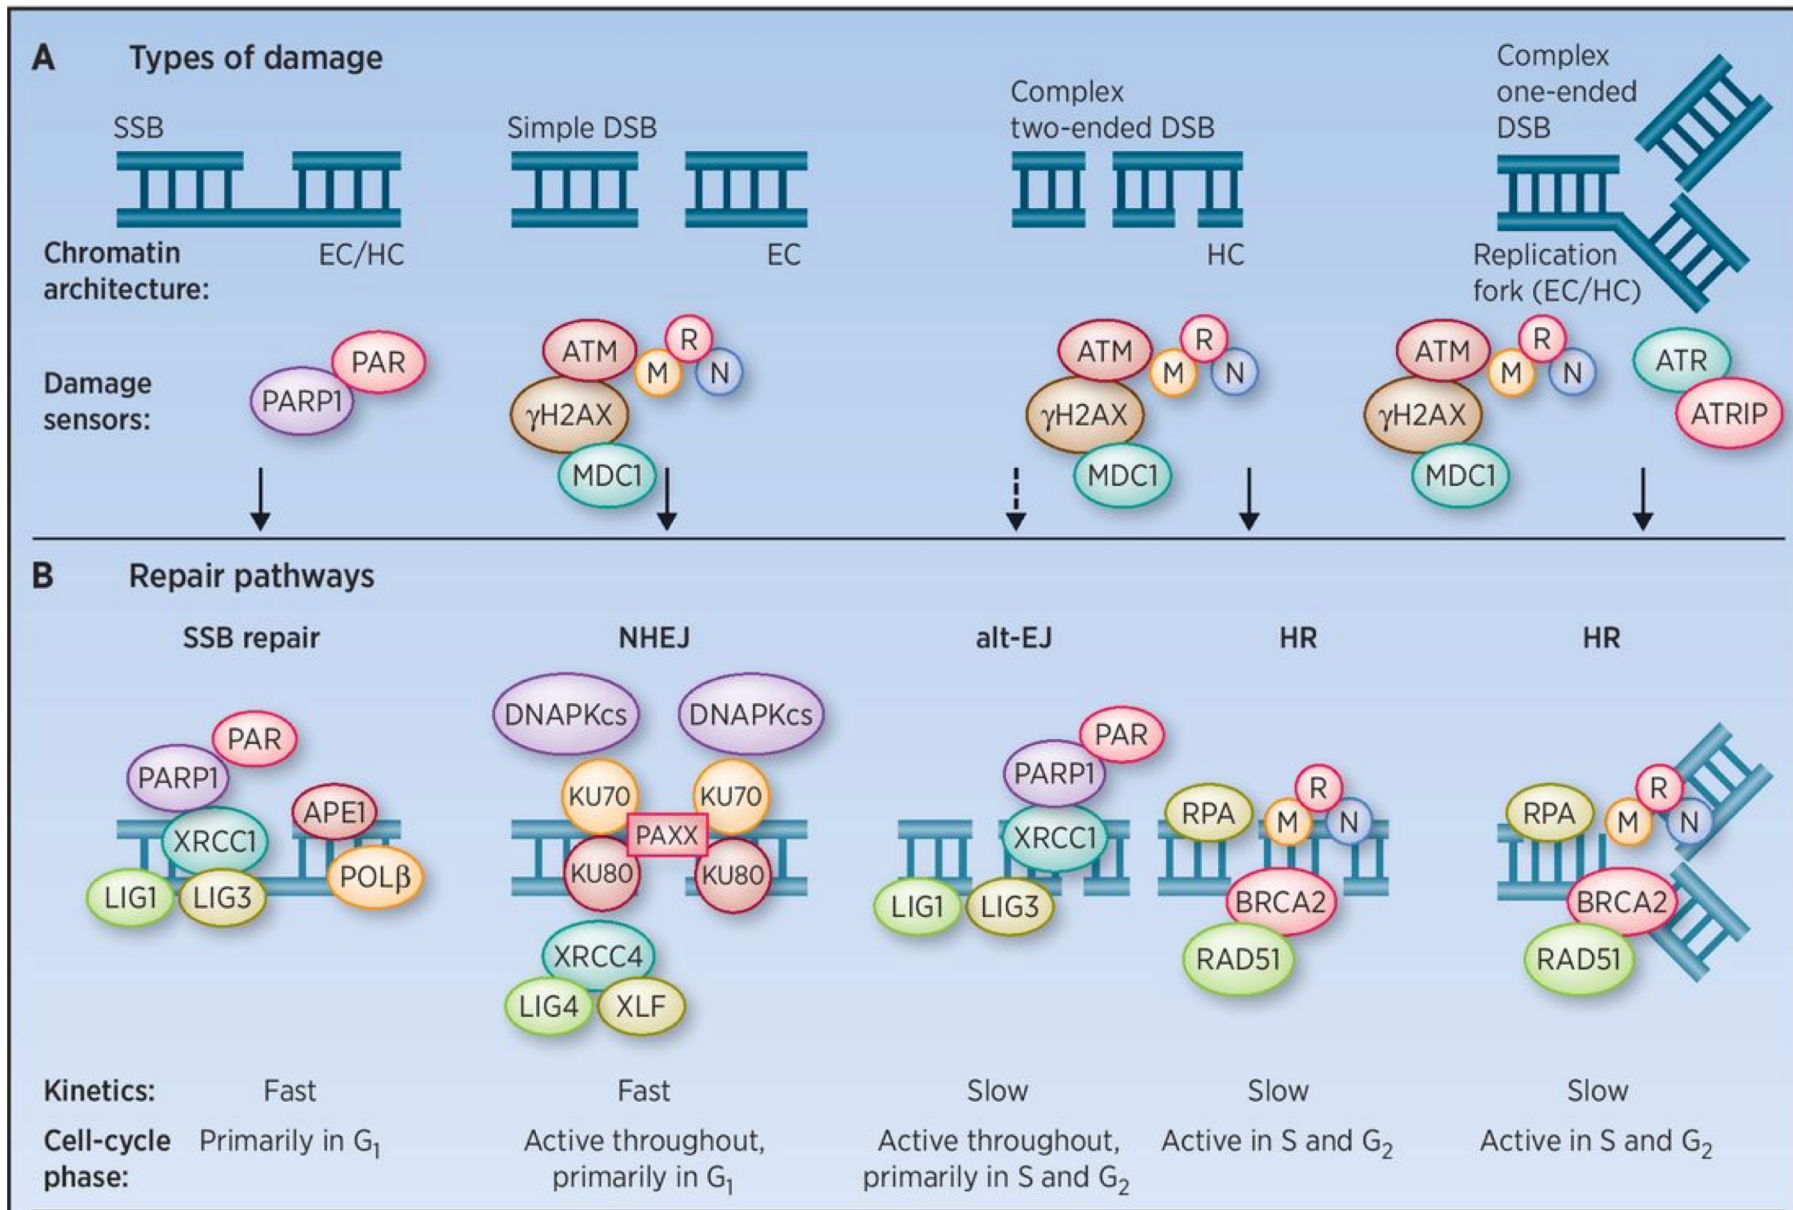 A Types of damage
SSB
Simple DSB
Complex
two-ended DSB
Complex
one-ended
DSB
Chromatin
architecture:
EC/HC
EC
HC
Replication
fork (EC/HC)
Damage
sensors:
PARP1
PAR
ATM
M
R
N
γH2AX
MDC1
ATM
M
R
N
γH2AX
MDC1
ATM
M
R
N
γH2AX
MDC1
ATR
ATRIP
B Repair pathways
SSB repair
NHEJ
alt-EJ
HR
HR
PAR
PARP1
APE1
XRCC1
POLβ
LIG1
LIG3
DNAPKcs
DNAPKcs
KU70
KU70
PAXX
KU80
KU80
XRCC4
LIG4
XLF
PAR
PARP1
XRCC1
LIG1
LIG3
RPA
M
R
N
BRCA2
RAD51
RPA
M
R
N
BRCA2
RAD51
Kinetics: Fast Fast Slow Slow Slow
Cell-cycle
phase:
Primarily in G₁
Active throughout,
primarily in G₁
Active throughout,
primarily in S and G₂
Active in S and G₂
Active in S and G₂